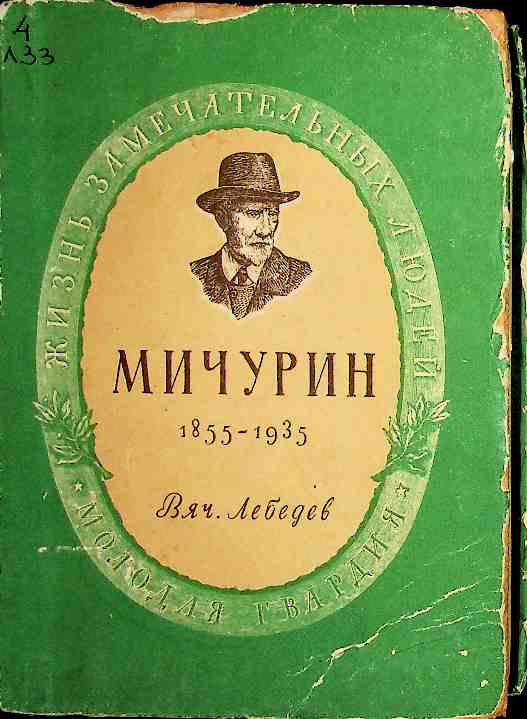 4
Л33
ЖИЗНЬ ЗАМЕЧАТЕЛЬНЫХ ЛЮДЕЙ
МИЧУРИН
1855-1935
Вяч. Лебедев
МОЛОДАЯ ГВАРДИЯ